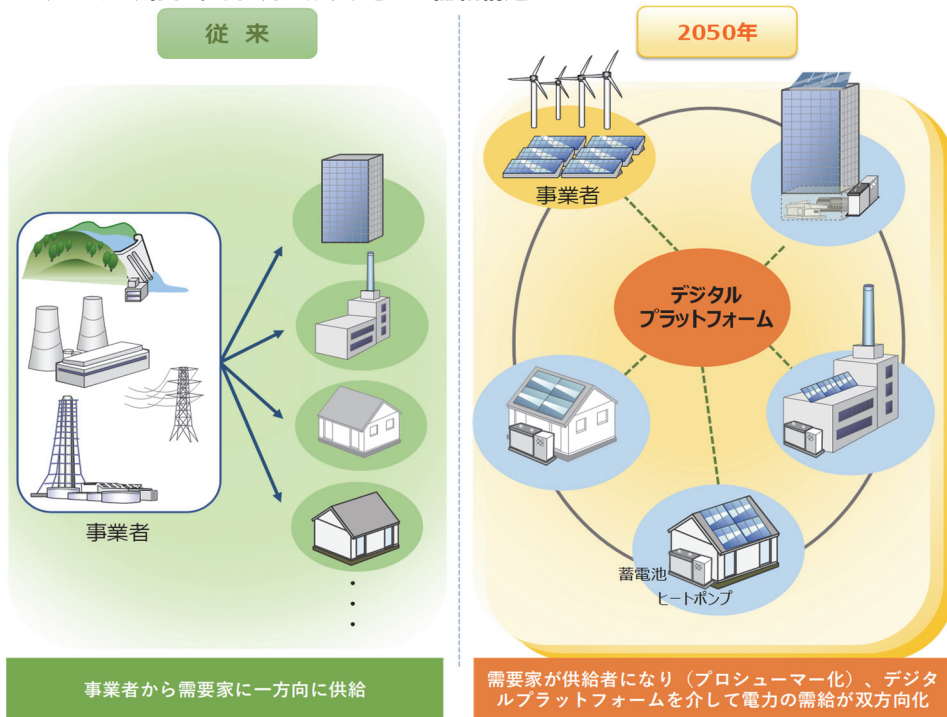 従 来
2050年
事業者
事業者
デジタル
プラットフォーム
蓄電池
ヒートポンプ
事業者から需要家に一方向に供給
需要家が供給者になり（プロシューマー化）、デジタ
ルプラットフォームを介して電力の需給が双方向化